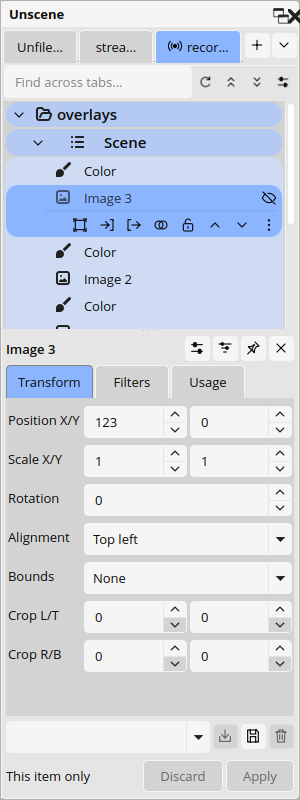 Unscene
Unfile... strea... recor...
Find across tabs...
overlays
Scene
Color
Image 3
Color
Image 2
Color
Image 3
Transform Filters Usage
Position X/Y 123 0
Scale X/Y 1 1
Rotation 0
Alignment Top left
Bounds None
Crop L/T 0 0
Crop R/B 0 0
This item only Discard Apply